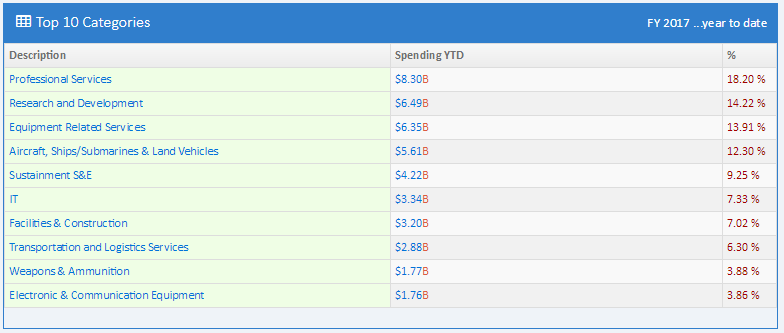 Top 10 Categories FY 2017 ...year to date
Description Spending YTD %
Professional Services $8.30B 18.20 %
Research and Development $6.49B 14.22 %
Equipment Related Services $6.35B 13.91 %
Aircraft, Ships/Submarines & Land Vehicles $5.61B 12.30 %
Sustainment S&E $4.22B 9.25 %
IT $3.34B 7.33 %
Facilities & Construction $3.20B 7.02 %
Transportation and Logistics Services $2.88B 6.30 %
Weapons & Ammunition $1.77B 3.88 %
Electronic & Communication Equipment $1.76B 3.86 %